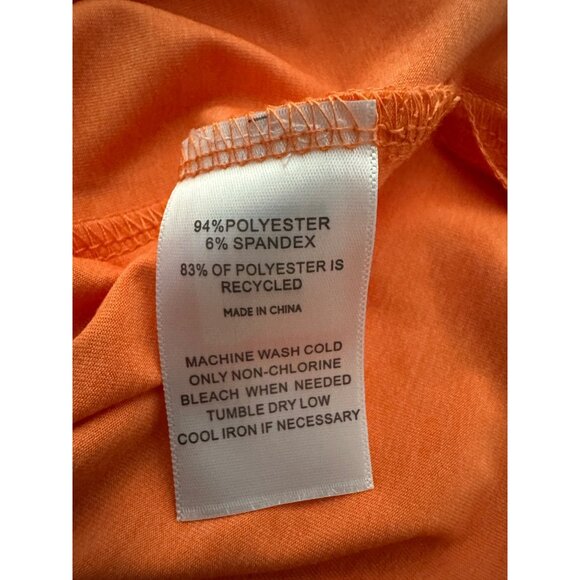 94%POLYESTER
6% SPANDEX
83% OF POLYESTER IS
RECYCLED
MADE IN CHINA
MACHINE WASH COLD
ONLY NON-CHLORINE
BLEACH WHEN NEEDED
TUMBLE DRY LOW
COOL IRON IF NECESSARY